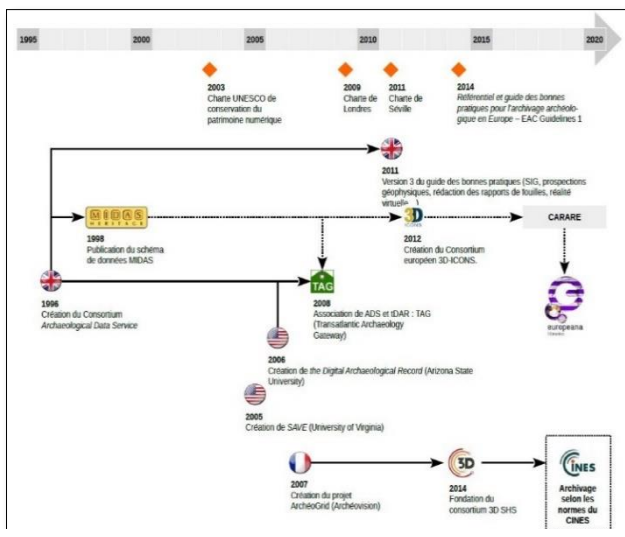 1995 2000 2005 2010 2015 2020
2003
Charte UNESCO de
conservation du
patrimoine numérique
2009
Charte de
Londres
2011
Charte de
Séville
2014
Référentiel et guide des bonnes
pratiques pour l'archivage archéolo-
gique en Europe – EAC Guidelines 1
2011
Version 3 du guide des bonnes pratiques (SIG, prospections
géophysiques, rédaction des rapports de fouilles, réalité
virtuelle...)
MIDAS
HERITAGE
1998
Publication du schéma
de données MIDAS
3D
ICONS
2012
Création du Consortium
européen 3D-ICONS.
CARARE
1996
Création du Consortium
Archaeological Data Service
TAG
2008
Association de ADS et tDAR : TAG
(Transatlantic Archaeology
Gateway)
europeana
2006
Création de the Digital Archaeological Record (Arizona State
University)
2005
Création de SAVE (University of Virginia)
2007
Création du projet
ArchéoGrid (Archéovision)
3D
2014
Fondation du
consortium 3D SHS
CINES
Archivage
selon les
normes du
CINES